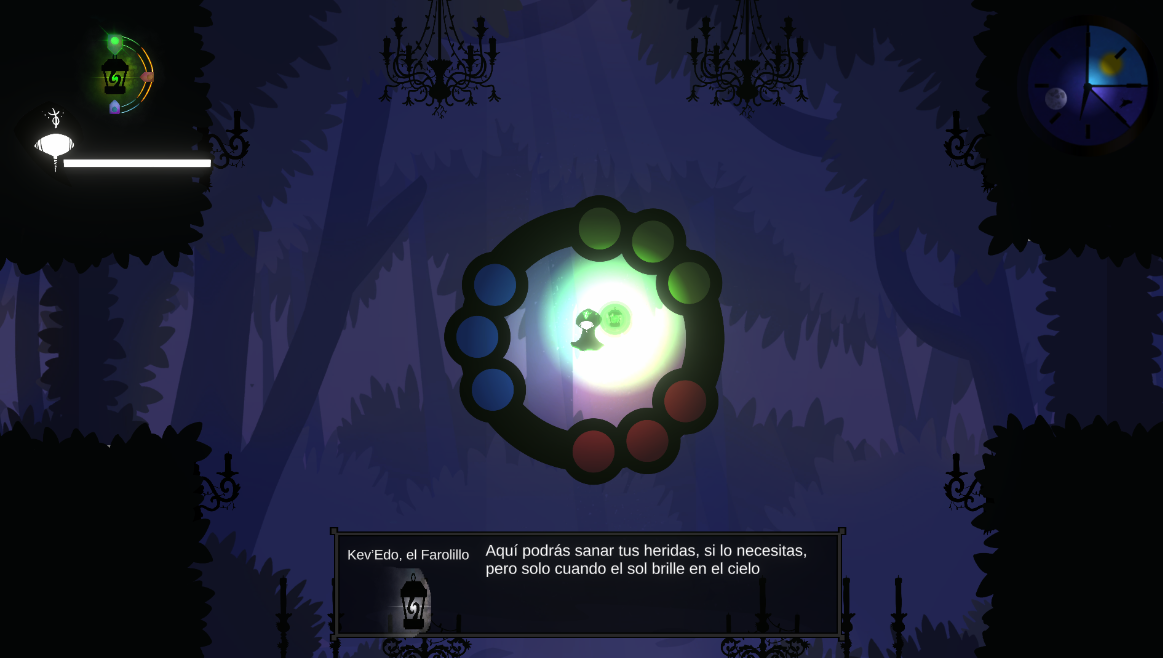 Kev'Edo, el Farolillo
Aquí podrás sanar tus heridas, si lo necesitas,
pero solo cuando el sol brille en el cielo